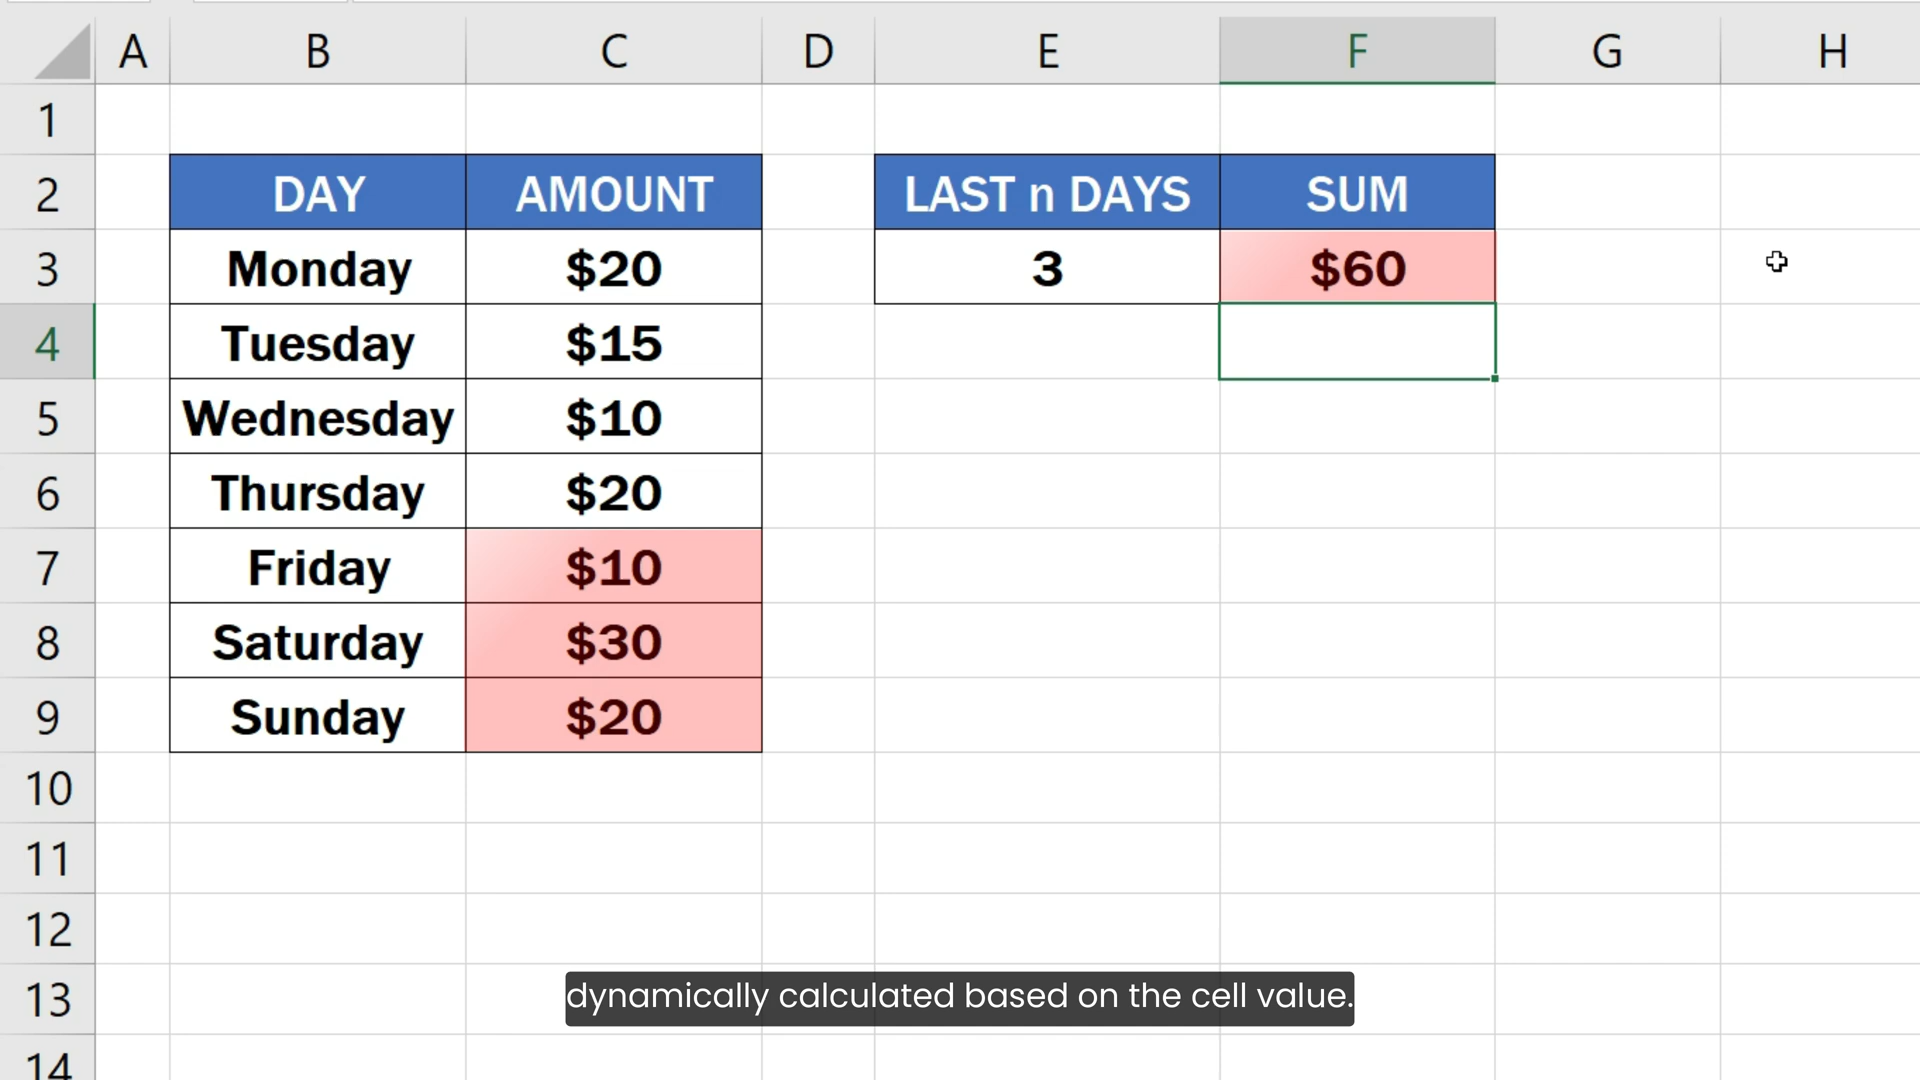 A B C D E F G H
1
2 DAY AMOUNT LAST n DAYS SUM
3 Monday $20 3 $60
4 Tuesday $15
5 Wednesday $10
6 Thursday $20
7 Friday $10
8 Saturday $30
9 Sunday $20
10
11
12
13
dynamically calculated based on the cell value.
14